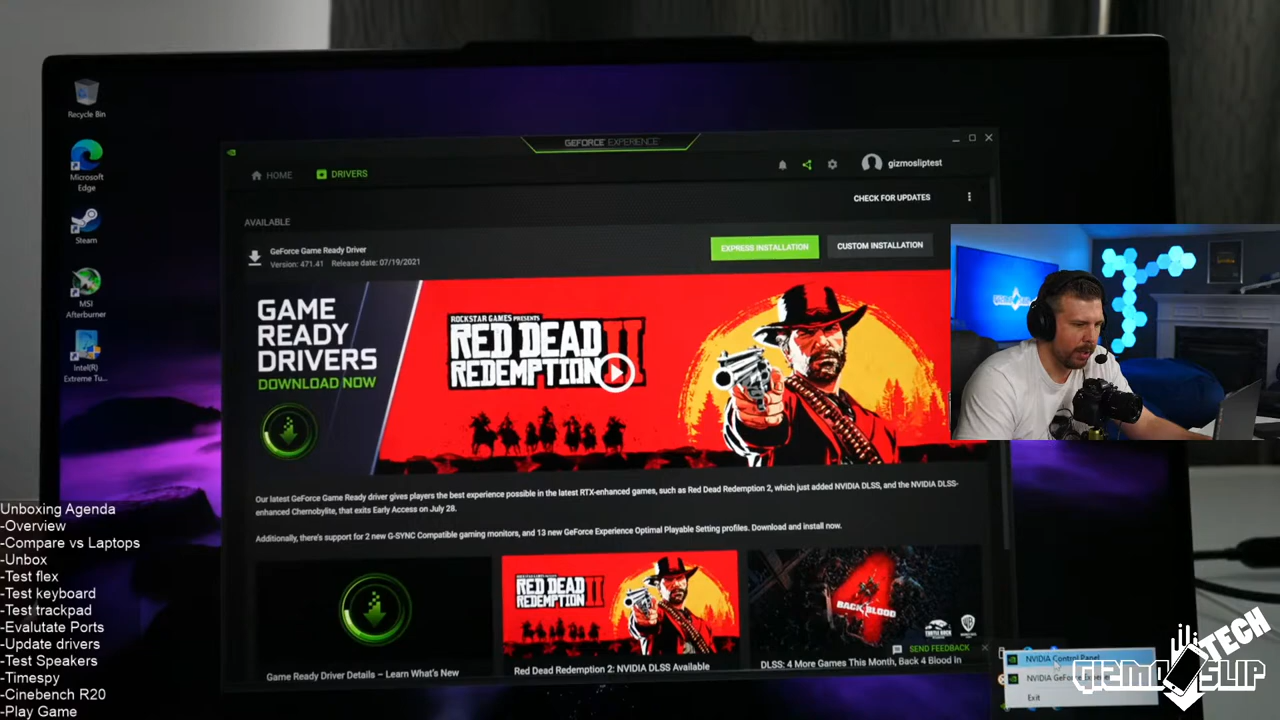 Recycle Bin
Microsoft
Edge
Steam
MSI
Afterburner
Intel(R)
Extreme Tu...
GEFORCE EXPERIENCE
HOME
DRIVERS
gizmosliptest
CHECK FOR UPDATES
AVAILABLE
GeForce Game Ready Driver
Version: 471.41 Release date: 07/19/2021
EXPRESS INSTALLATION
CUSTOM INSTALLATION
GAME
READY
DRIVERS
DOWNLOAD NOW
ROCKSTAR GAMES PRESENTS
RED DEAD
REDEMPTION II
Our latest GeForce Game Ready driver gives players the best experience possible in the latest RTX-enhanced games, such as Red Dead Redemption 2, which just added NVIDIA DLSS, and the NVIDIA DLSS-
enhanced Chernobylite, that exits Early Access on July 28.
Additionally, there's support for 2 new G-SYNC Compatible gaming monitors, and 13 new GeForce Experience Optimal Playable Setting profiles. Download and install now.
RED DEAD
REDEMPTION II
BACK 4 BLOOD
SEND FEEDBACK
Game Ready Driver Details – Learn What's New
Red Dead Redemption 2: NVIDIA DLSS Available
DLSS: 4 More Games This Month, Back 4 Blood In
NVIDIA Control Panel
NVIDIA GeForce
Exit
Unboxing Agenda
-Overview
-Compare vs Laptops
-Unbox
-Test flex
-Test keyboard
-Test trackpad
-Evalutate Ports
-Update drivers
-Test Speakers
-Timespy
-Cinebench R20
-Play Game
GIZMO SLIP
TECH